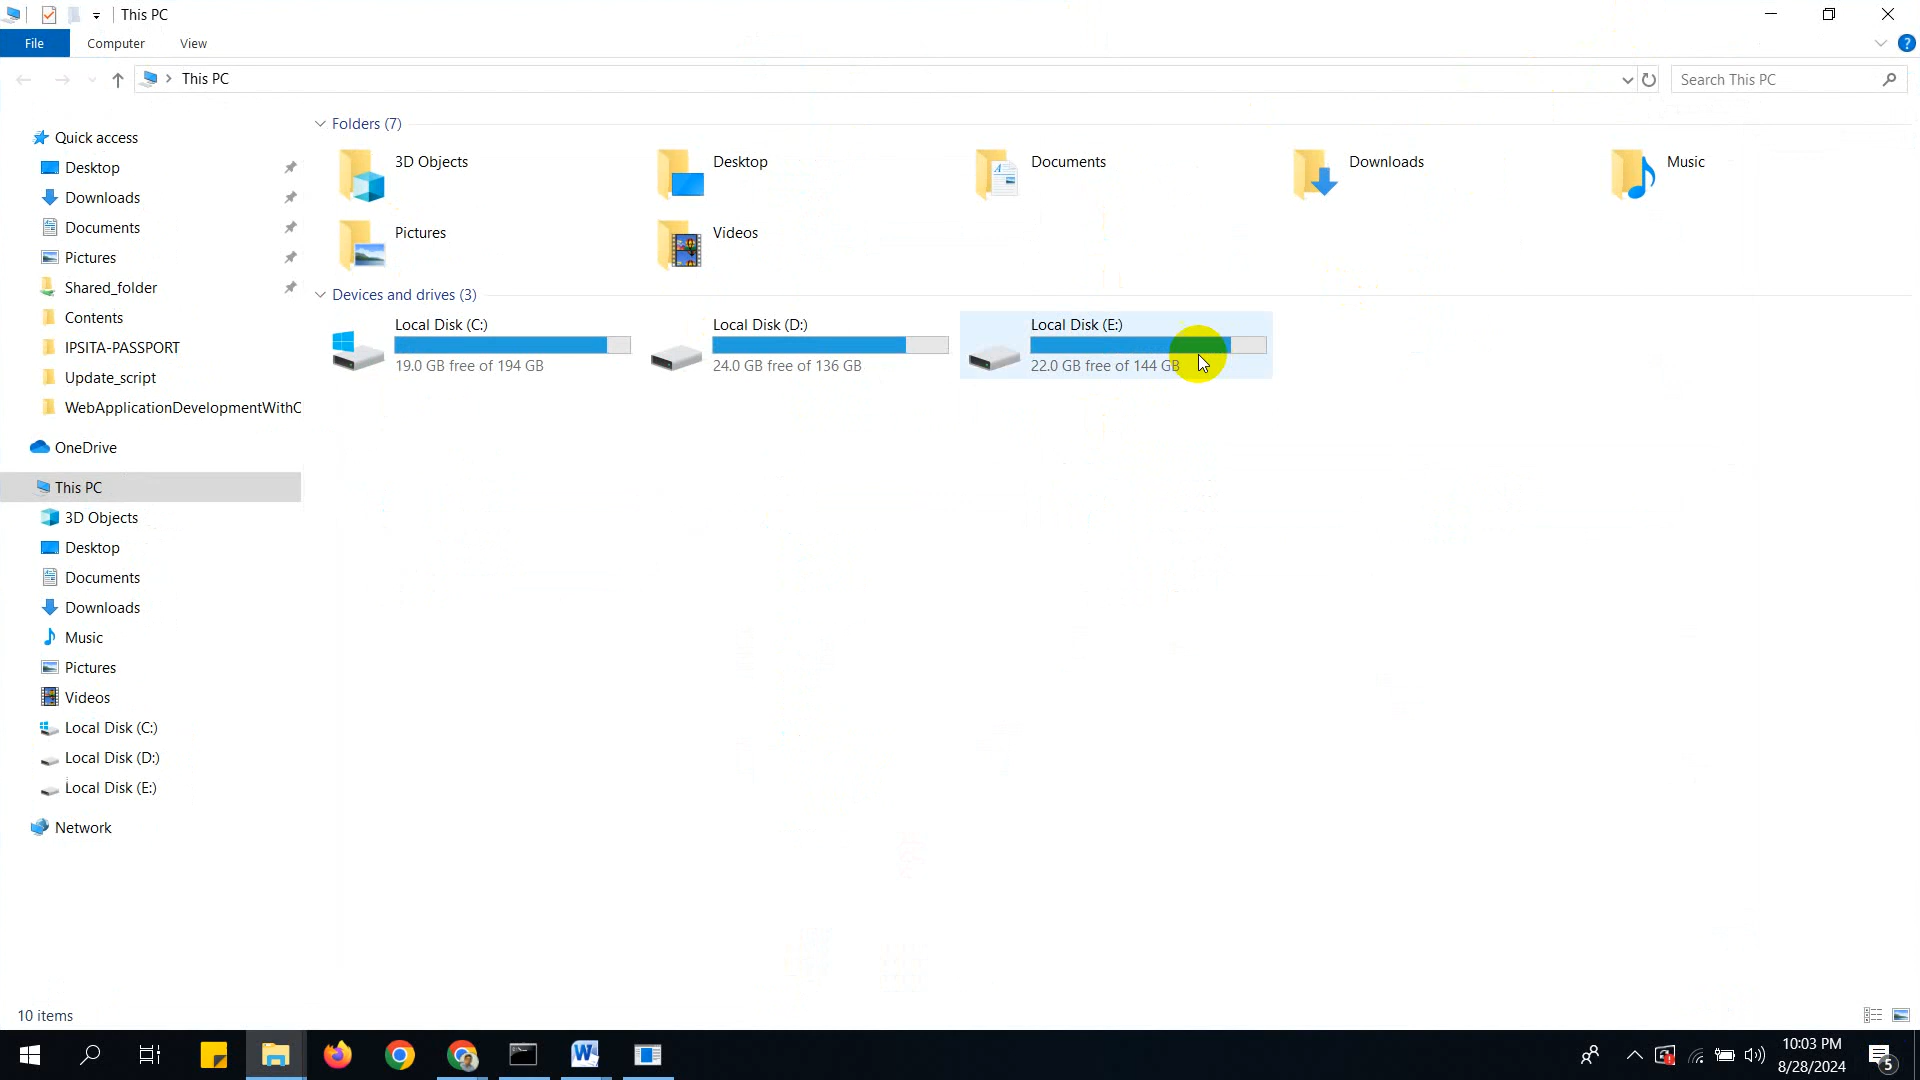 This PC
File Computer View
This PC
Search This PC
Quick access
Desktop
Downloads
Documents
Pictures
Shared_folder
Contents
IPSITA-PASSPORT
Update_script
WebApplicationDevelopmentWithC
OneDrive
This PC
3D Objects
Desktop
Documents
Downloads
Music
Pictures
Videos
Local Disk (C:)
Local Disk (D:)
Local Disk (E:)
Network
Folders (7)
3D Objects
Desktop
Documents
Downloads
Music
Pictures
Videos
Devices and drives (3)
Local Disk (C:)
19.0 GB free of 194 GB
Local Disk (D:)
24.0 GB free of 136 GB
Local Disk (E:)
22.0 GB free of 144 GB
10 items
10:03 PM
8/28/2024
5